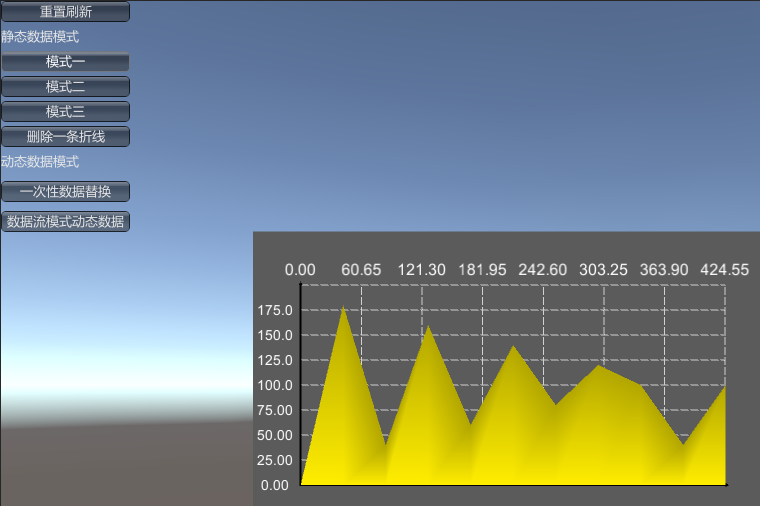 重置刷新
静态数据模式
模式一
模式二
模式三
删除一条折线
动态数据模式
一次性数据替换
数据流模式动态数据
0.00 60.65 121.30 181.95 242.60 303.25 363.90 424.55
175.0
150.0
125.0
100.0
75.00
50.00
25.00
0.00